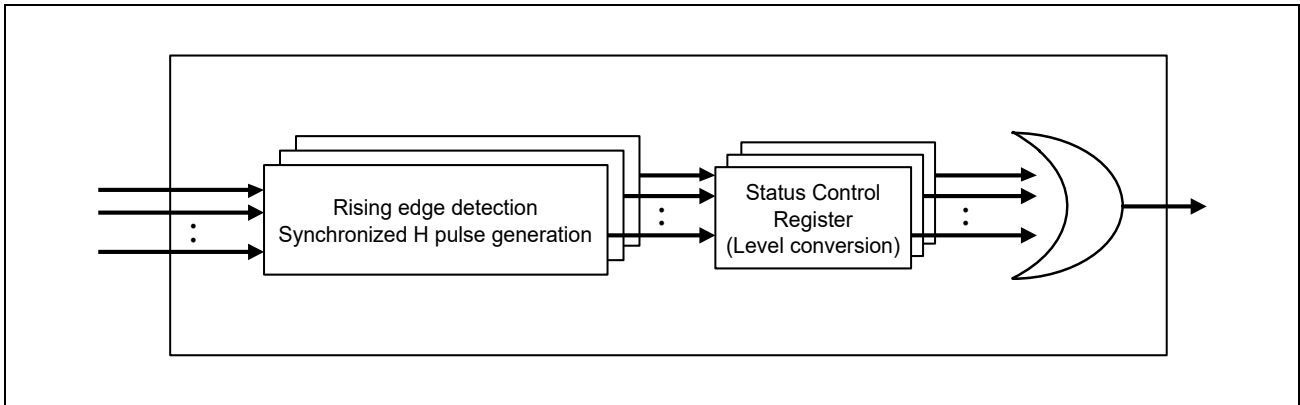 Rising edge detection
Synchronized H pulse generation
Status Control
Register
(Level conversion)